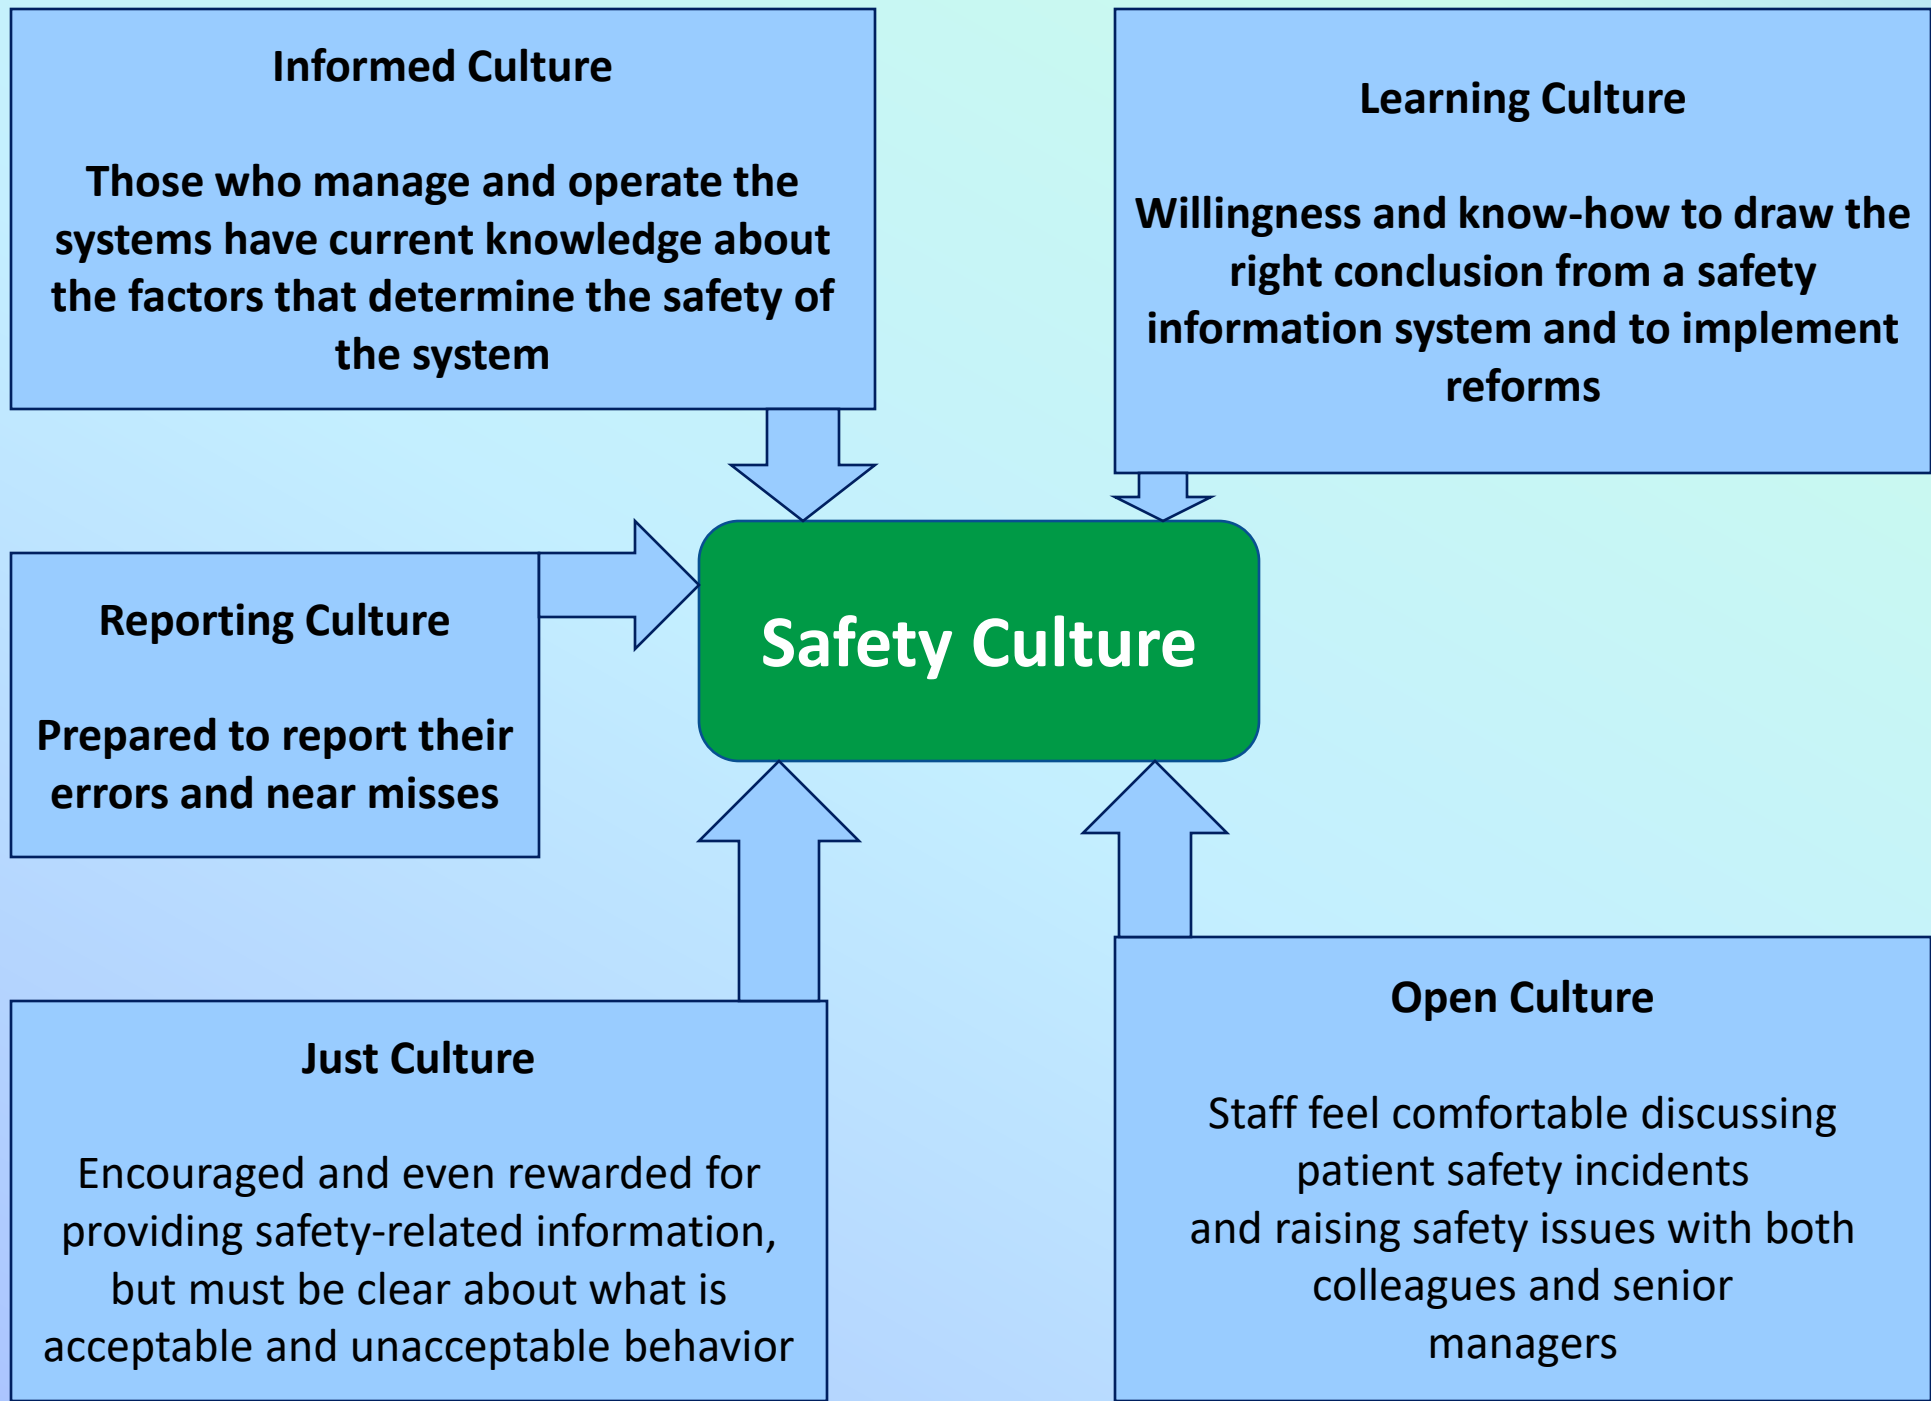 Informed Culture
Those who manage and operate the
systems have current knowledge about
the factors that determine the safety of
the system
Learning Culture
Willingness and know-how to draw the
right conclusion from a safety
information system and to implement
reforms
Reporting Culture
Prepared to report their
errors and near misses
Safety Culture
Just Culture
Encouraged and even rewarded for
providing safety-related information,
but must be clear about what is
acceptable and unacceptable behavior
Open Culture
Staff feel comfortable discussing
patient safety incidents
and raising safety issues with both
colleagues and senior
managers